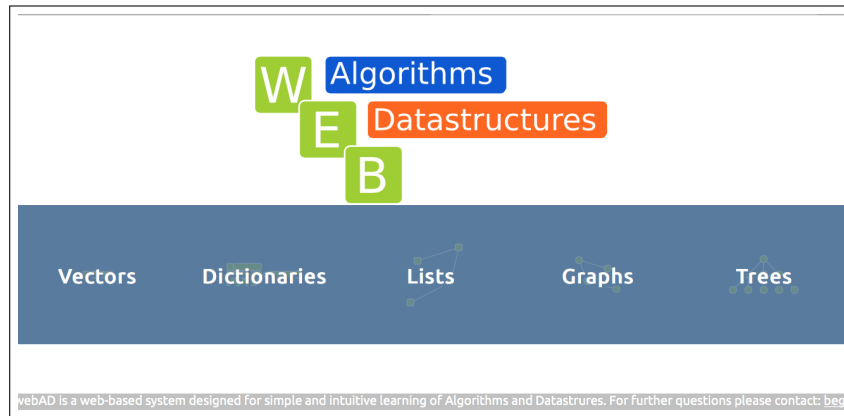 W Algorithms
E Datastructures
B
Vectors Dictionaries Lists Graphs Trees
webAD is a web-based system designed for simple and intuitive learning of Algorithms and Datastrures. For further questions please contact: